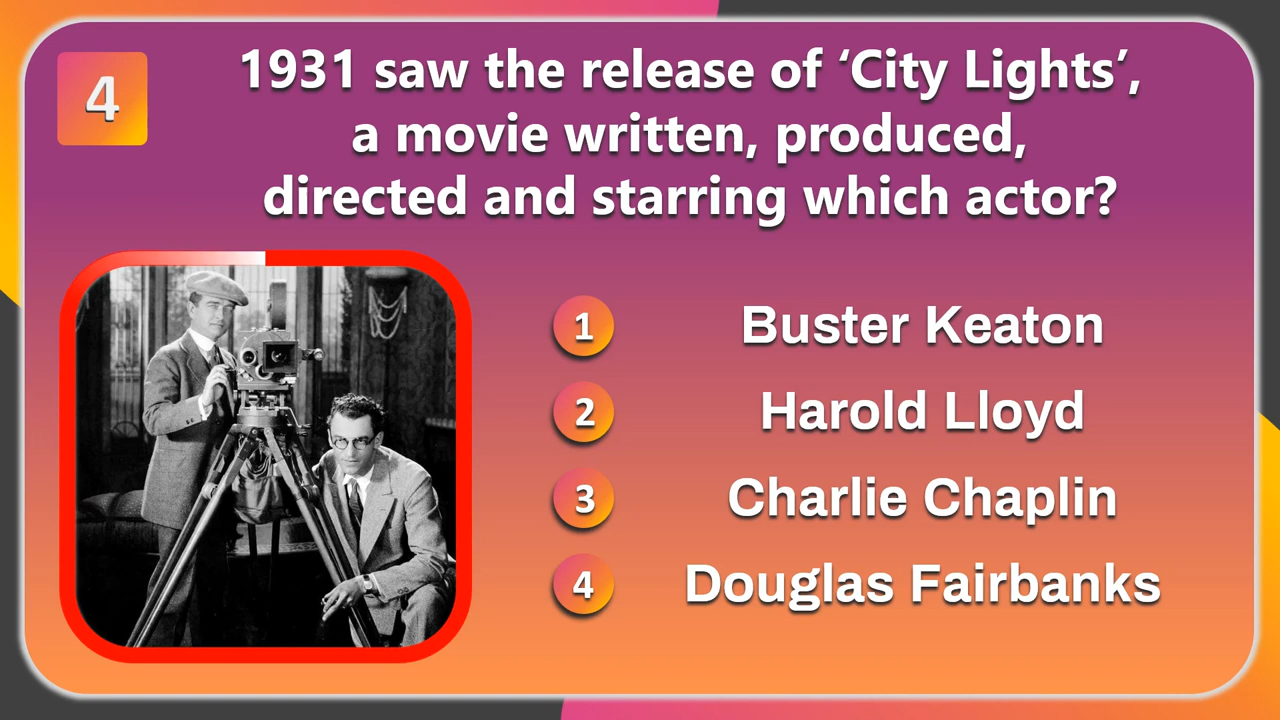 4
1931 saw the release of ‘City Lights’,
a movie written, produced,
directed and starring which actor?
1 Buster Keaton
2 Harold Lloyd
3 Charlie Chaplin
4 Douglas Fairbanks